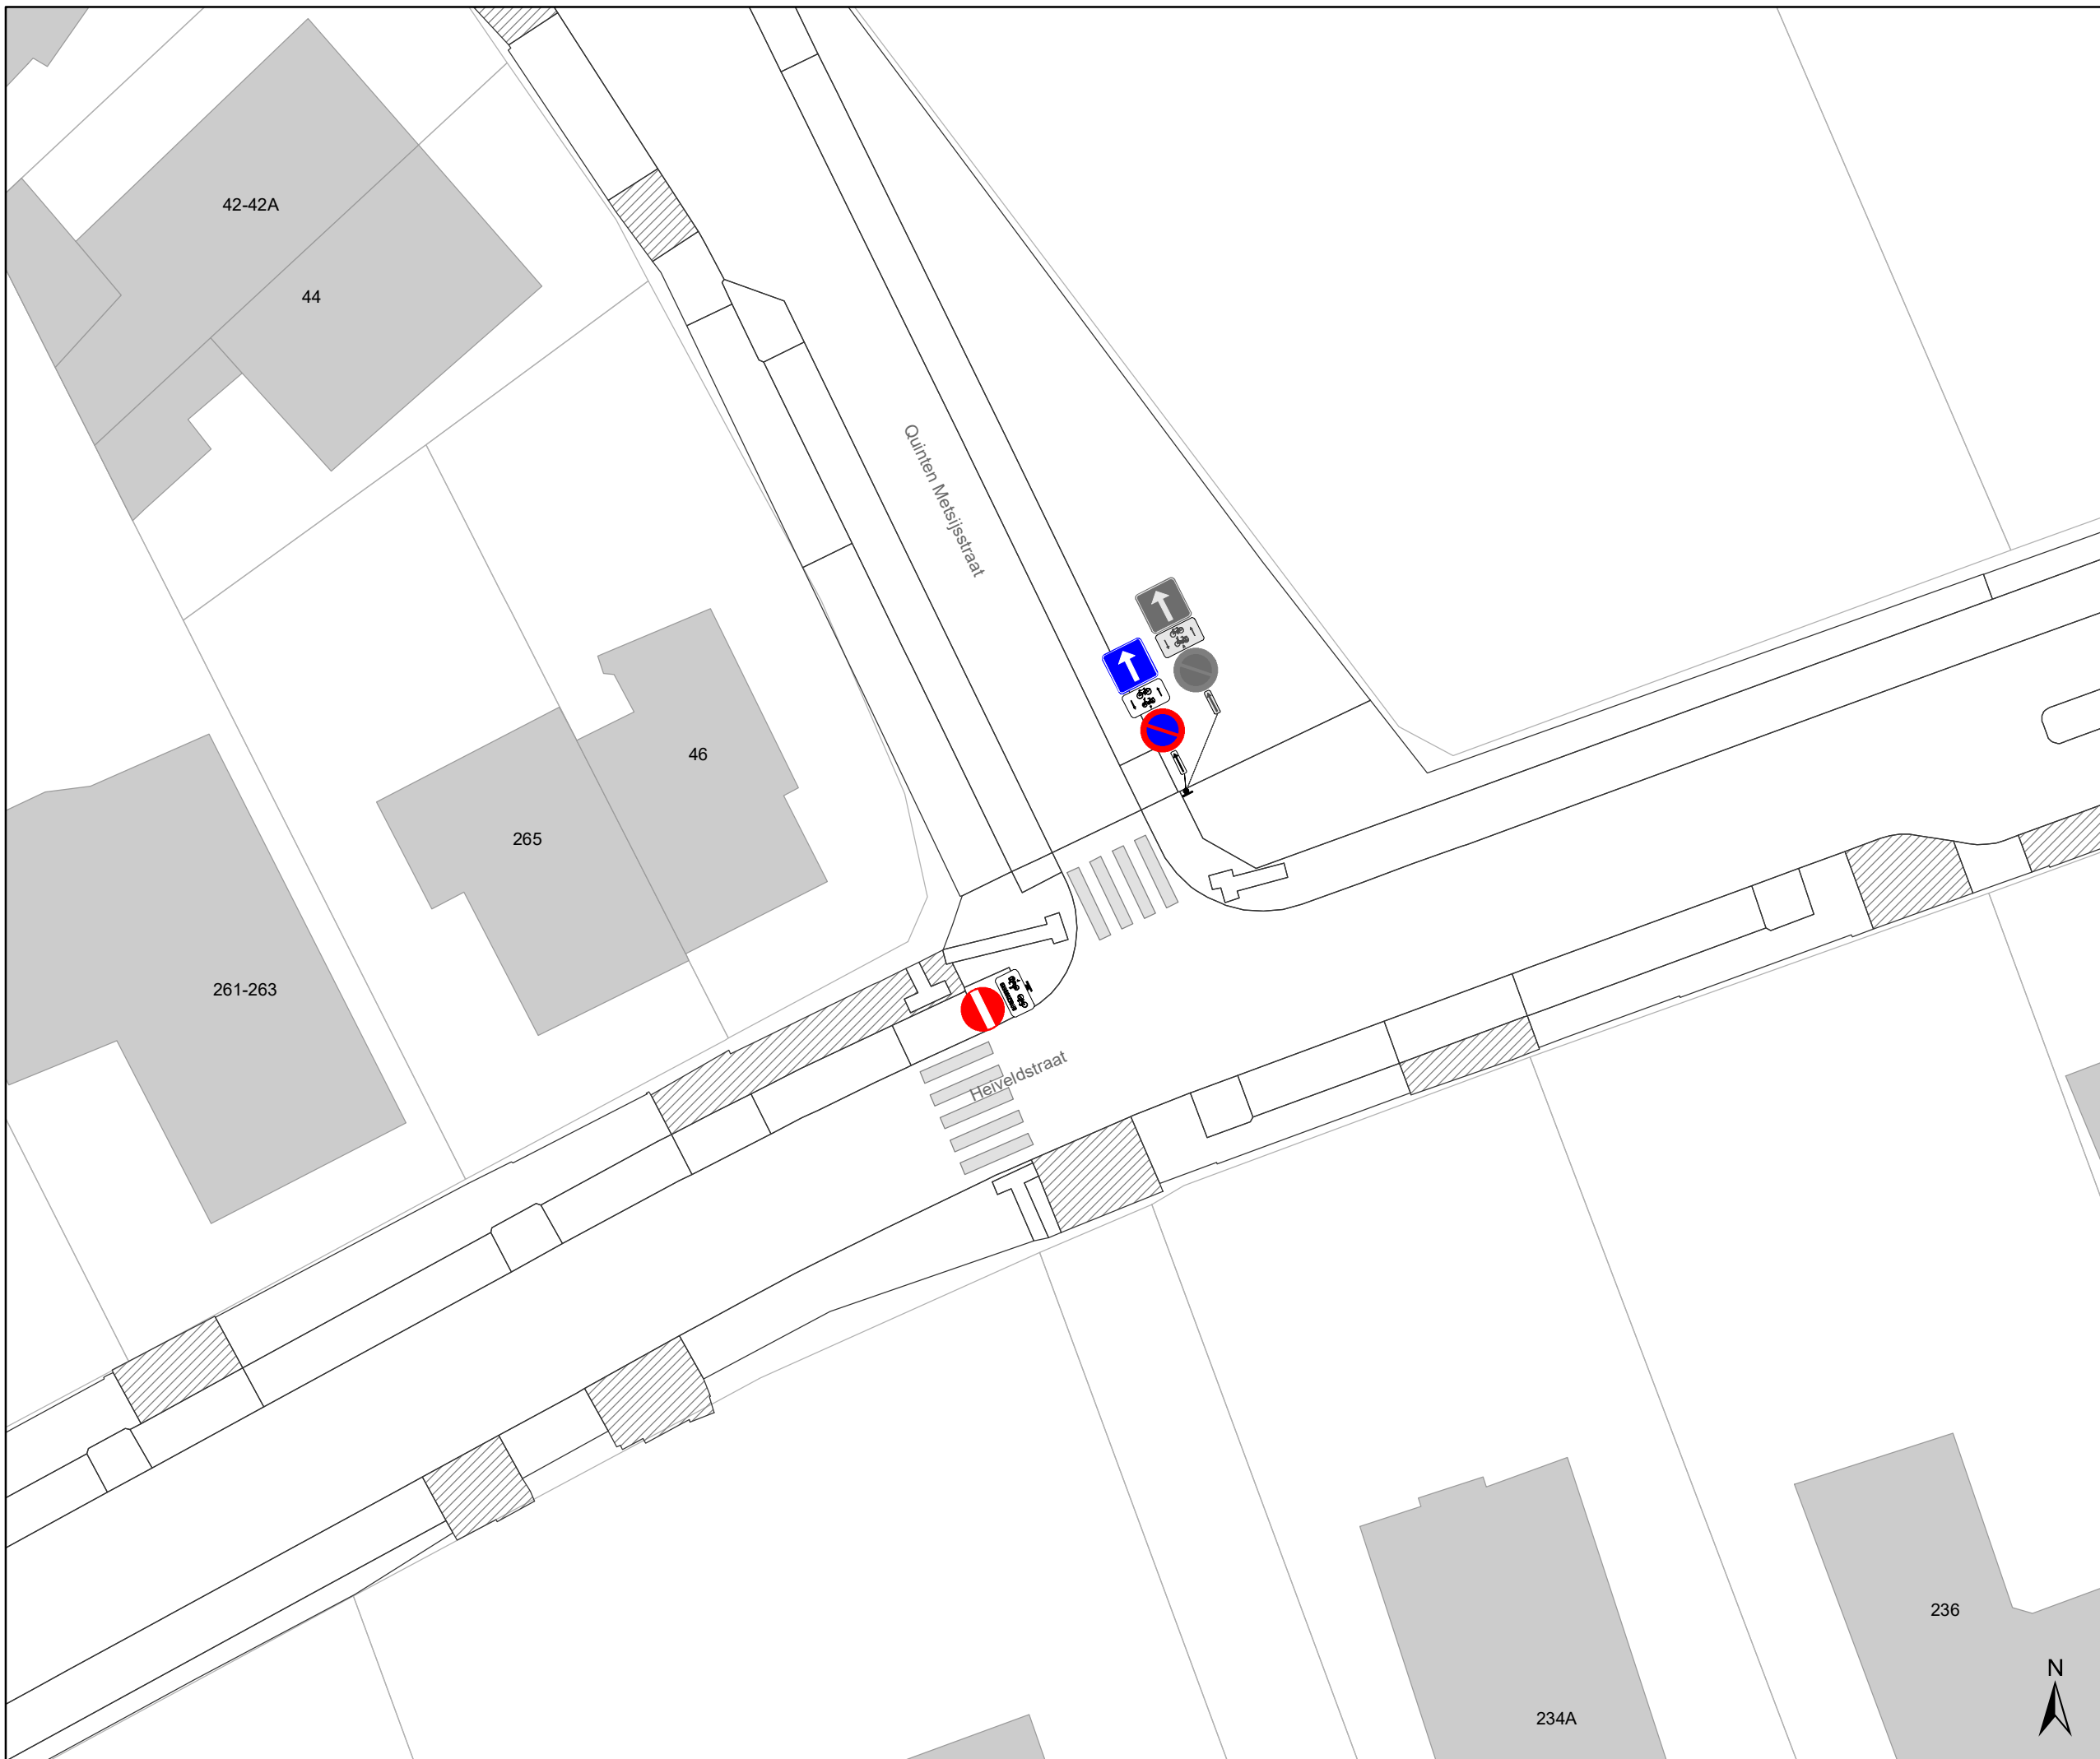 42-42A
44
Quinten Metsijsstraat
46
265
261-263
Heiveldstraat
236
N
234A